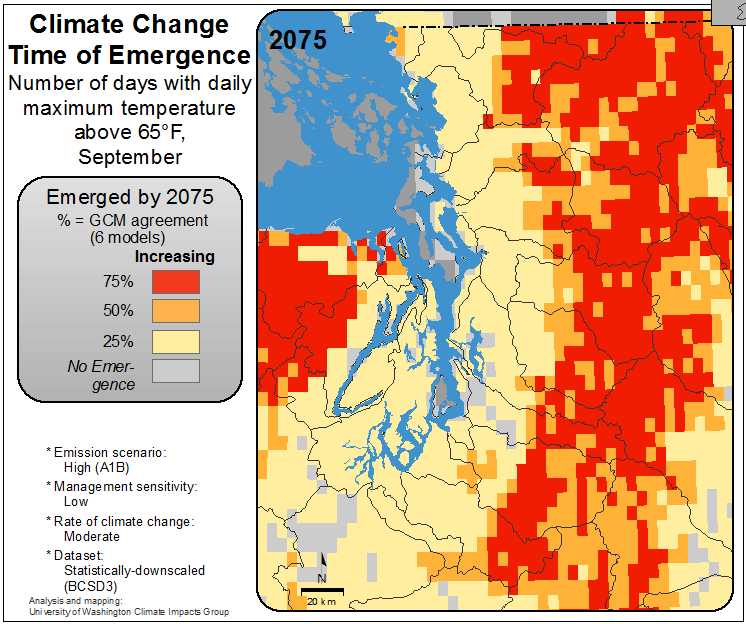 Climate Change
Time of Emergence
Number of days with daily
maximum temperature
above 65°F,
September
Emerged by 2075
% = GCM agreement
(6 models)
Increasing
75%
50%
25%
No Emer-
gence
* Emission scenario:
High (A1B)
* Management sensitivity:
Low
* Rate of climate change:
Moderate
* Dataset:
Statistically-downscaled
(BCSD3)
Analysis and mapping:
University of Washington Climate Impacts Group
2075
N
20 km